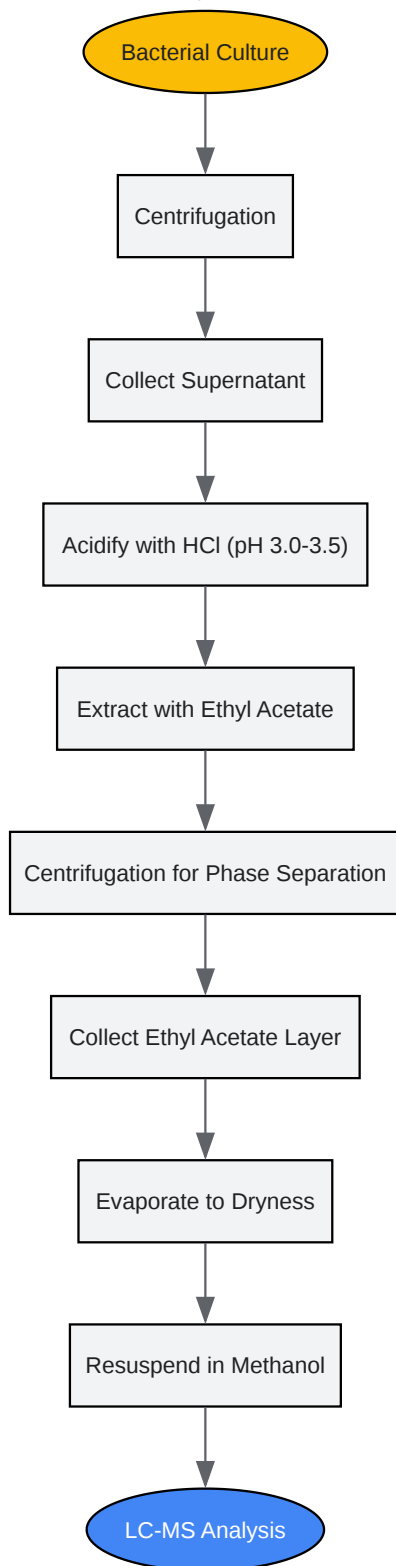 Bacterial Culture
Centrifugation
Collect Supernatant
Acidify with HCl (pH 3.0-3.5)
Extract with Ethyl Acetate
Centrifugation for Phase Separation
Collect Ethyl Acetate Layer
Evaporate to Dryness
Resuspend in Methanol
LC-MS Analysis